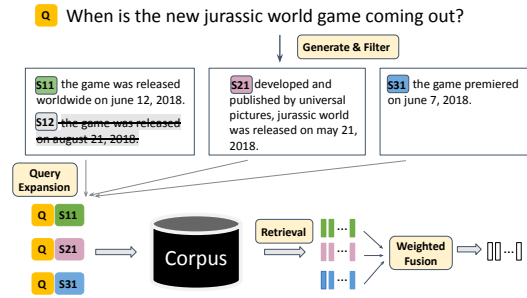 Q When is the new jurassic world game coming out?
Generate & Filter
S11 the game was released
worldwide on june 12, 2018.
S12 the game was released
on august 21, 2018.
S21 developed and
published by universal
pictures, jurassic world
was released on may 21,
2018.
S31 the game premiered
on june 7, 2018.
Query
Expansion
Q S11
Q S21
Q S31
Corpus
Retrieval
...
...
...
Weighted
Fusion
...